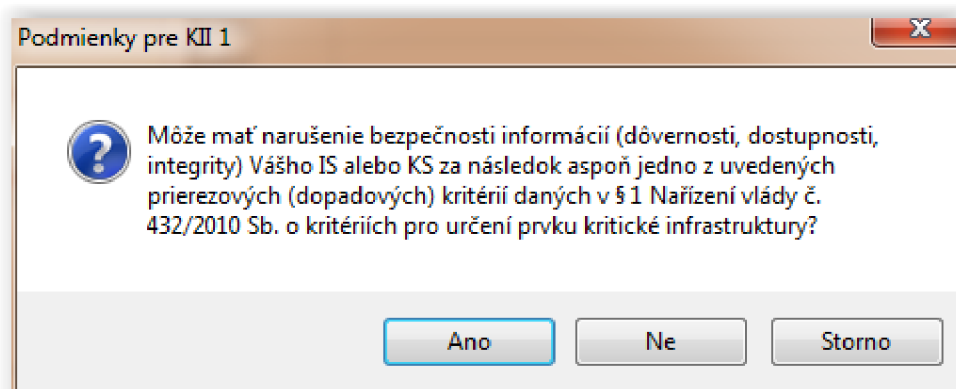 Podmienky pre KII 1
Môže mať narušenie bezpečnosti informácií (dôvernosti, dostupnosti,
integrity) Vášho IS alebo KS za následok aspoň jedno z uvedených
prierezových (dopadových) kritérií daných v § 1 Nařízení vlády č.
432/2010 Sb. o kritériích pro určení prvku kritické infrastruktury?
Ano Ne Storno